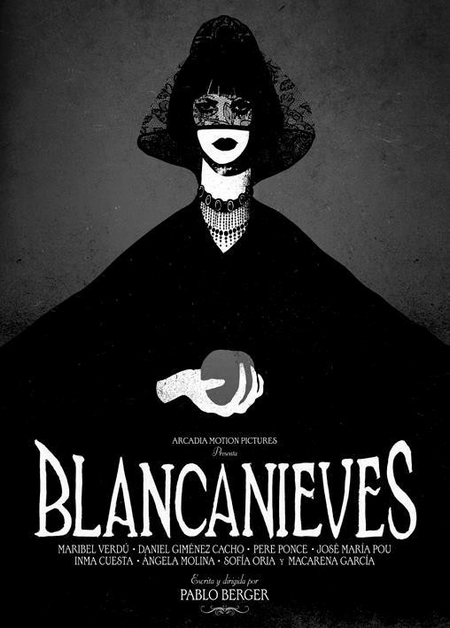 ARCADIA MOTION PICTURES
Presenta
BLANCANIEVES
MARIBEL VERDÚ • DANIEL GIMÉNEZ CACHO • PERE PONCE • JOSÉ MARÍA POU
INMA CUESTA • ÁNGELA MOLINA • SOFÍA ORIA Y MACARENA GARCÍA
Escrita y dirigida por
PABLO BERGER